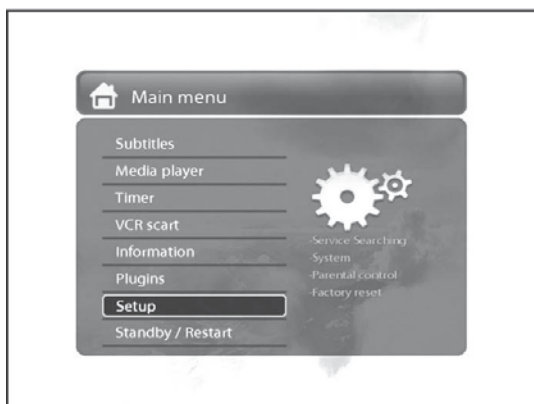 Main menu
Subtitles
Media player
Timer
VCR scart
Information
Plugins
Setup
Standby / Restart
-Service Searching
-System
-Parental control
-Factory reset